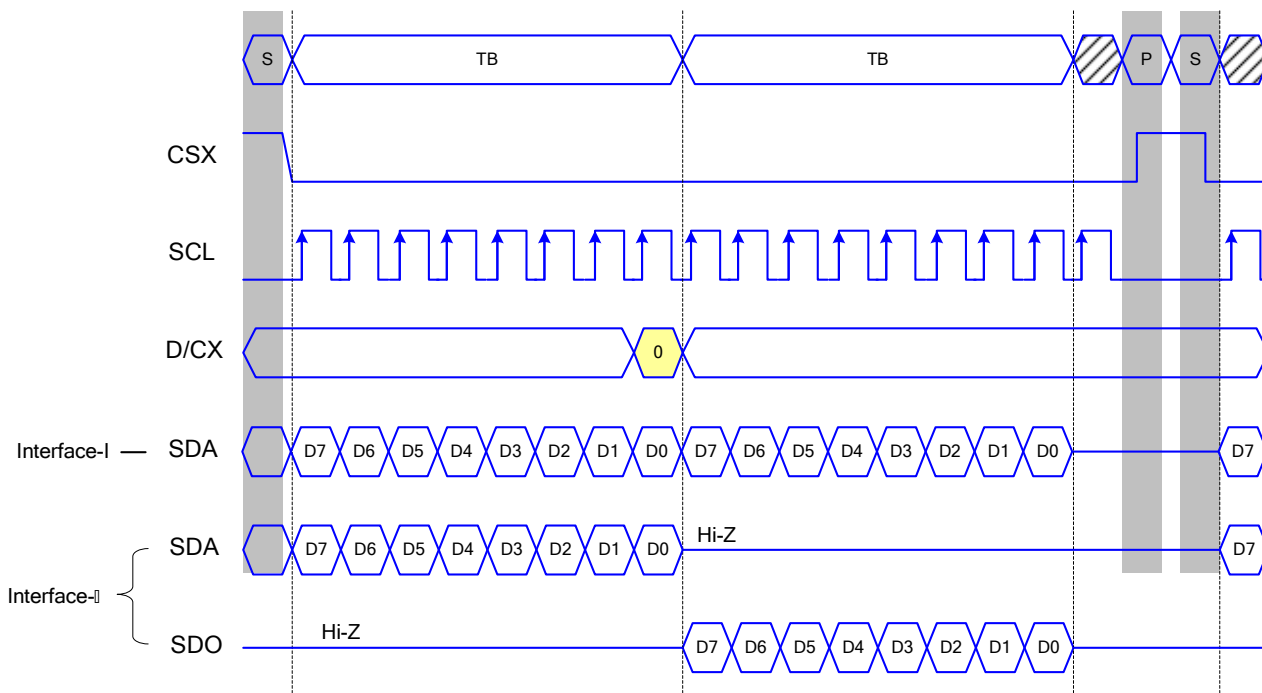 S TB TB P S
CSX
SCL
D/CX 0
Interface-I SDA D7 D6 D5 D4 D3 D2 D1 D0 D7 D6 D5 D4 D3 D2 D1 D0 D7
SDA D7 D6 D5 D4 D3 D2 D1 D0 Hi-Z D7
Interface-▯
SDO Hi-Z D7 D6 D5 D4 D3 D2 D1 D0